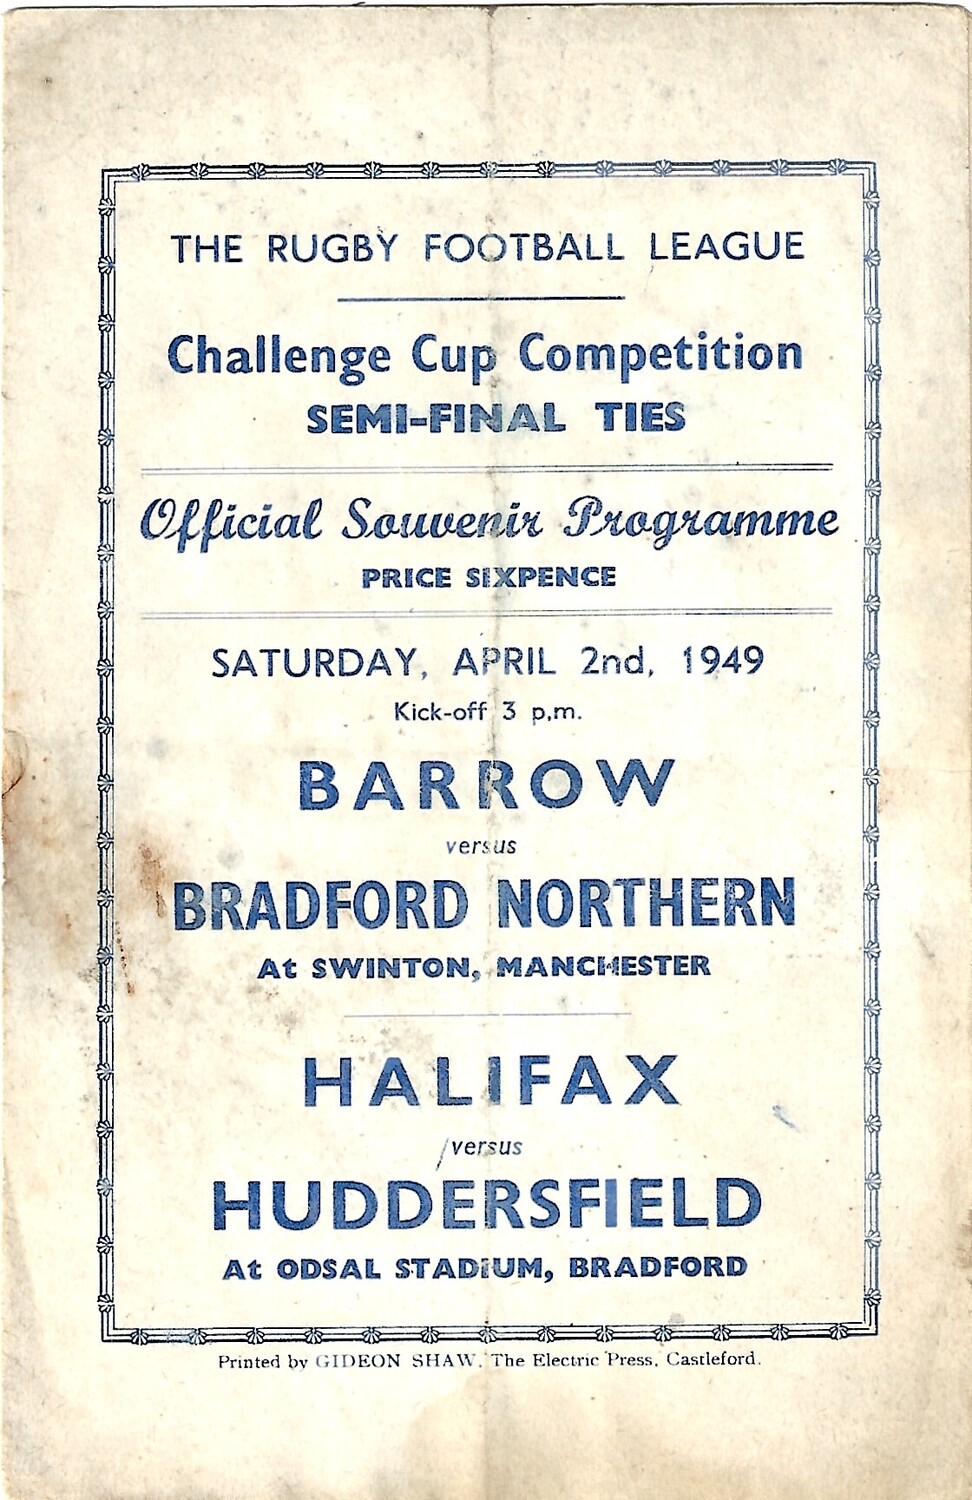 THE RUGBY FOOTBALL LEAGUE
Challenge Cup Competition
SEMI-FINAL TIES
Official Souvenir Programme
PRICE SIXPENCE
SATURDAY, APRIL 2nd, 1949
Kick-off 3 p.m.
BARROW
versus
BRADFORD NORTHERN
At SWINTON, MANCHESTER
HALIFAX
versus
HUDDERSFIELD
At ODSAL STADIUM, BRADFORD
Printed by GIDEON SHAW, The Electric Press, Castleford.